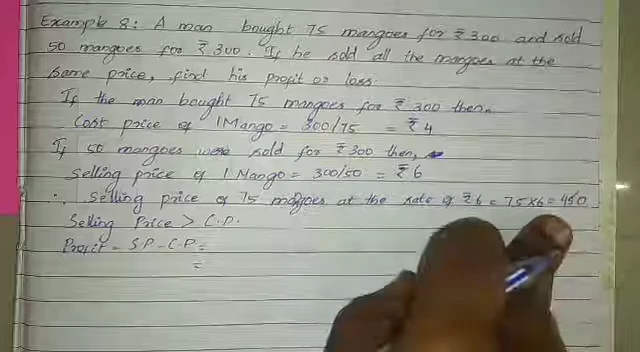 Example 8: A man bought 75 mangoes for ₹300 and sold
50 mangoes for ₹300. If he sold all the mangoes at the
same price, find his profit or loss.
If the man bought 75 mangoes for ₹300 then,
Cost price of 1 Mango = 300/75 = ₹4
If 50 mangoes were sold for ₹300 then,
Selling price of 1 Mango = 300/50 = ₹6
∴ Selling price of 75 mangoes at the rate of ₹6 = 75×6 = 450
Selling Price > C.P.
Profit = S.P - C.P =
=